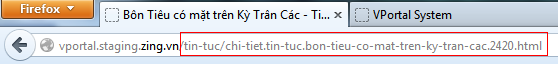 Firefox
Bôn Tiêu có mặt trên Kỳ Trân Các - Ti...
VPortal System
vportal.staging.zing.vn/tin-tuc/chi-tiet.tin-tuc.bon-tieu-co-mat-tren-ky-tran-cac.2420.html